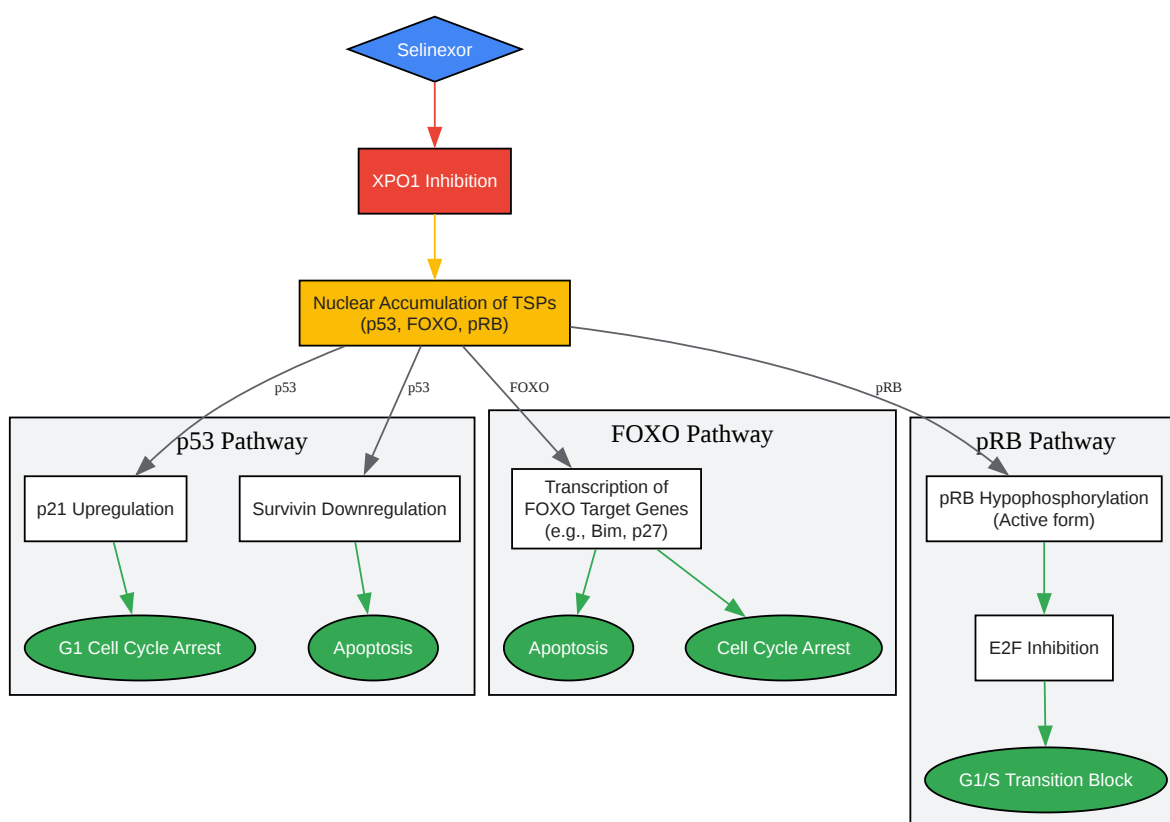 Selinexor
XPO1 Inhibition
Nuclear Accumulation of TSPs
(p53, FOXO, pRB)
p53
p53
FOXO
pRB
p53 Pathway
p21 Upregulation
Survivin Downregulation
G1 Cell Cycle Arrest
Apoptosis
FOXO Pathway
Transcription of
FOXO Target Genes
(e.g., Bim, p27)
Apoptosis
Cell Cycle Arrest
pRB Pathway
pRB Hypophosphorylation
(Active form)
E2F Inhibition
G1/S Transition Block